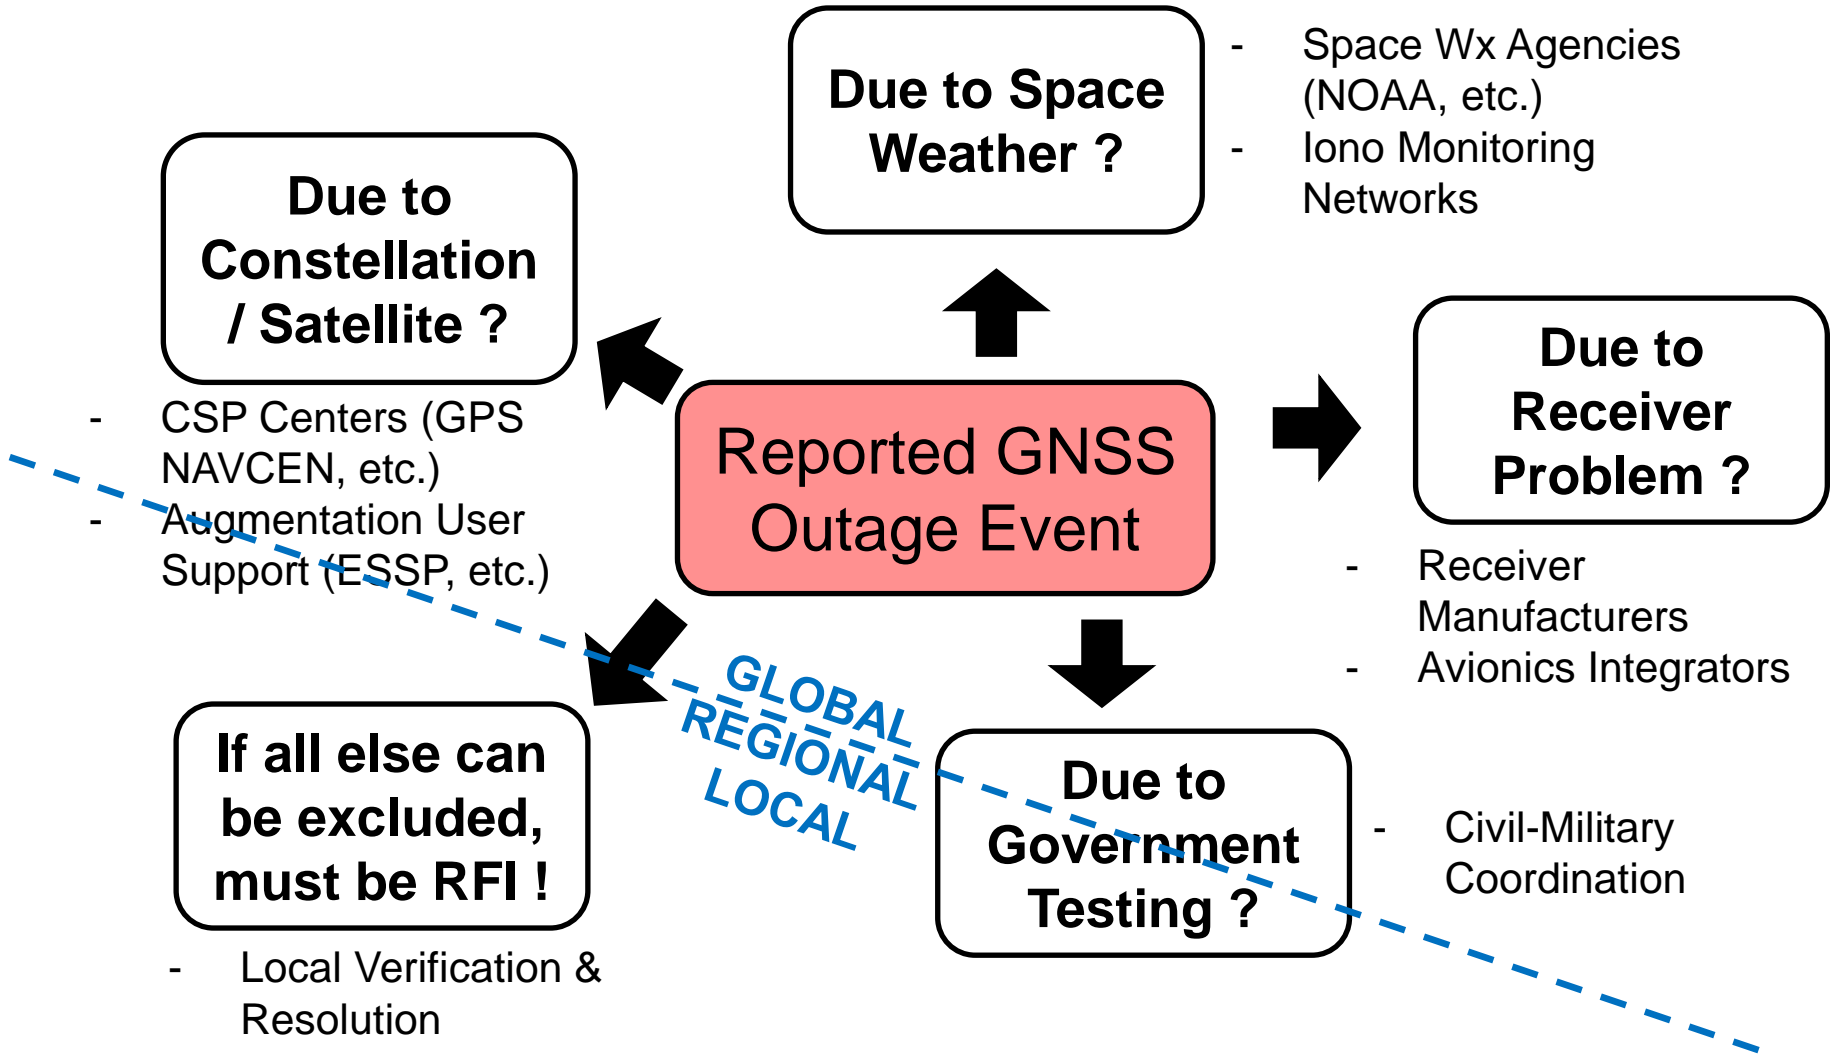 Due to Space
Weather ?
- Space Wx Agencies
(NOAA, etc.)
- Iono Monitoring
Networks
Due to
Constellation
/ Satellite ?
- CSP Centers (GPS
NAVCEN, etc.)
- Augmentation User
Support (ESSP, etc.)
Reported GNSS
Outage Event
Due to
Receiver
Problem ?
- Receiver
Manufacturers
- Avionics Integrators
GLOBAL
REGIONAL
LOCAL
If all else can
be excluded,
must be RFI !
- Local Verification &
Resolution
Due to
Government
Testing ?
- Civil-Military
Coordination